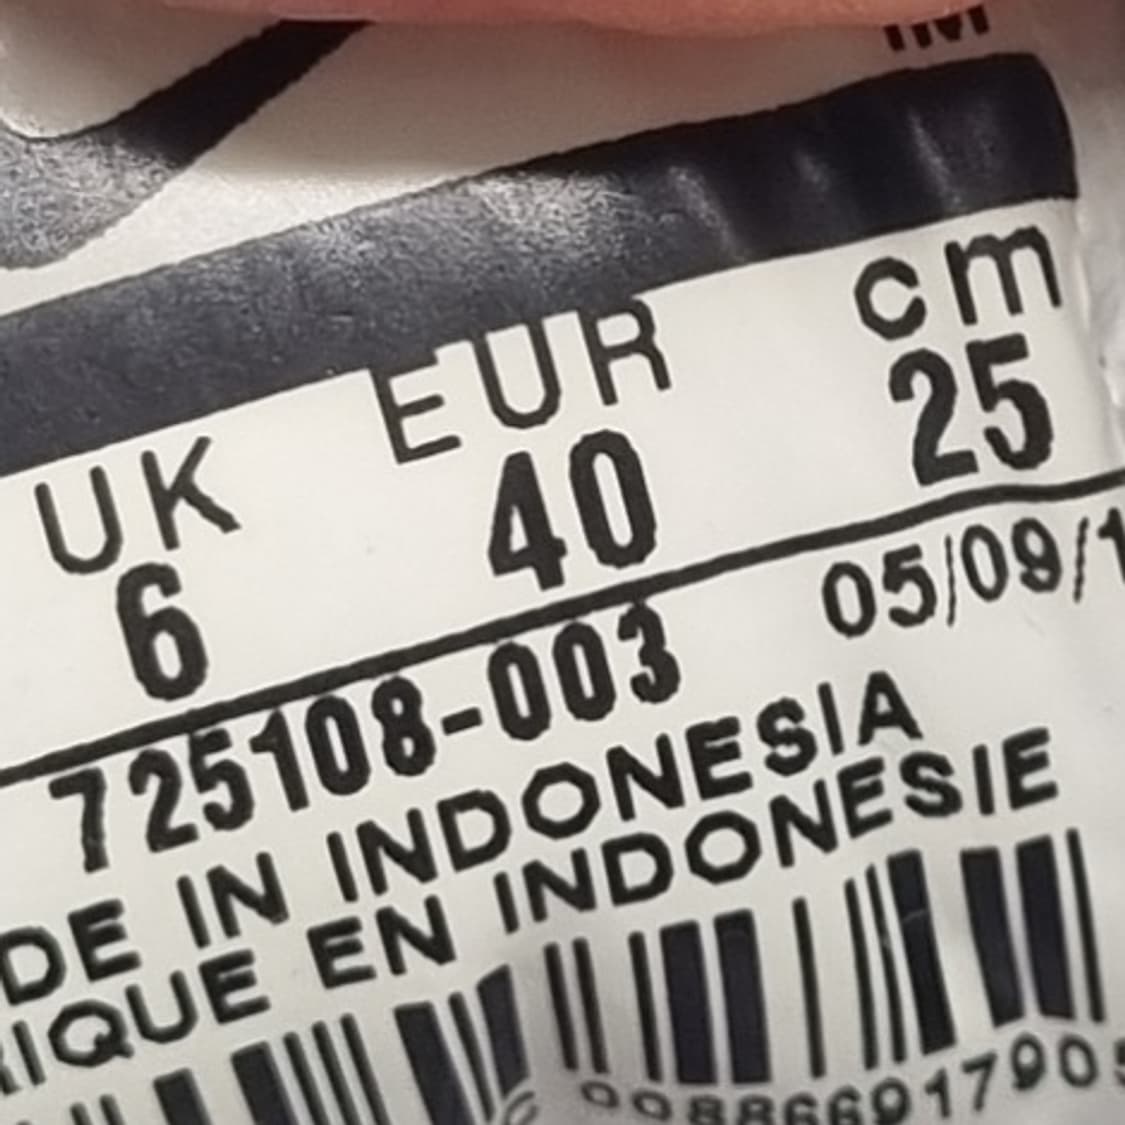 UK EUR cm
6 40 25
725108-003 05/09/1
DE IN INDONESIA
IQUE EN INDONESIE